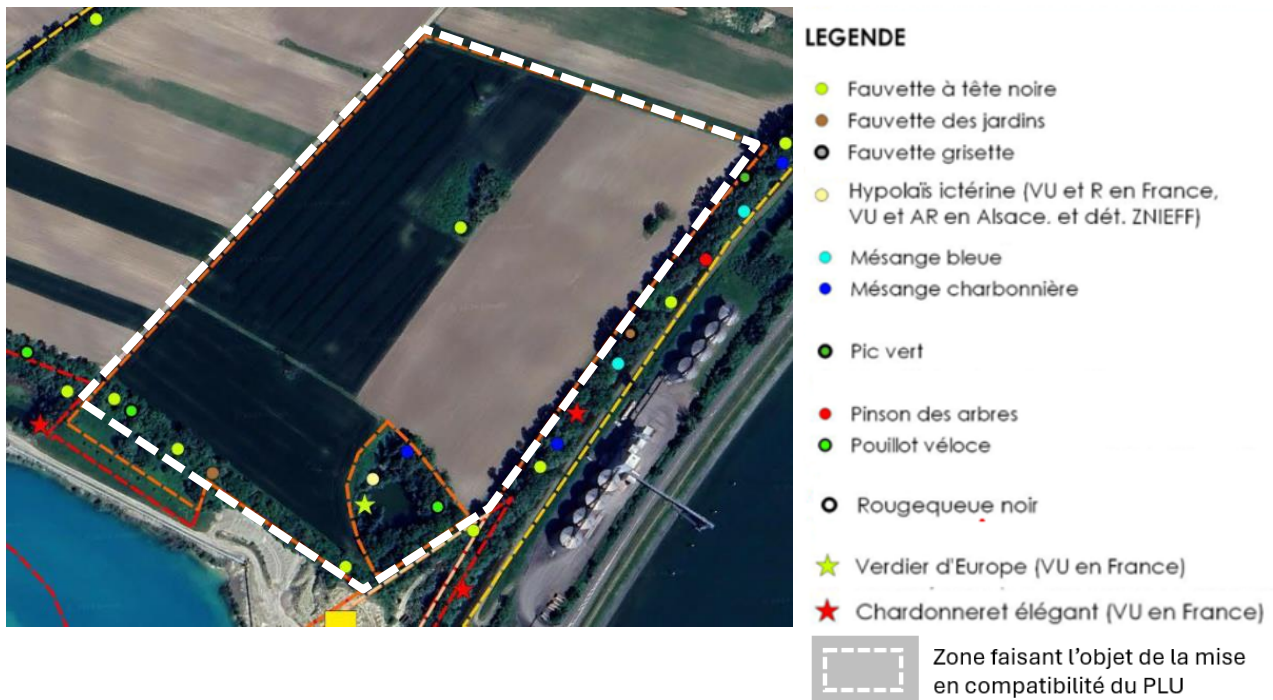 LEGENDE
Fauvette à tête noire
Fauvette des jardins
Fauvette grisette
Hypolaïs ictérine (VU et R en France,
VU et AR en Alsace. et dét. ZNIEFF)
Mésange bleue
Mésange charbonnière
Pic vert
Pinson des arbres
Pouillot véloce
Rougequeue noir
Verdier d'Europe (VU en France)
Chardonneret élégant (VU en France)
Zone faisant l'objet de la mise
en compatibilité du PLU